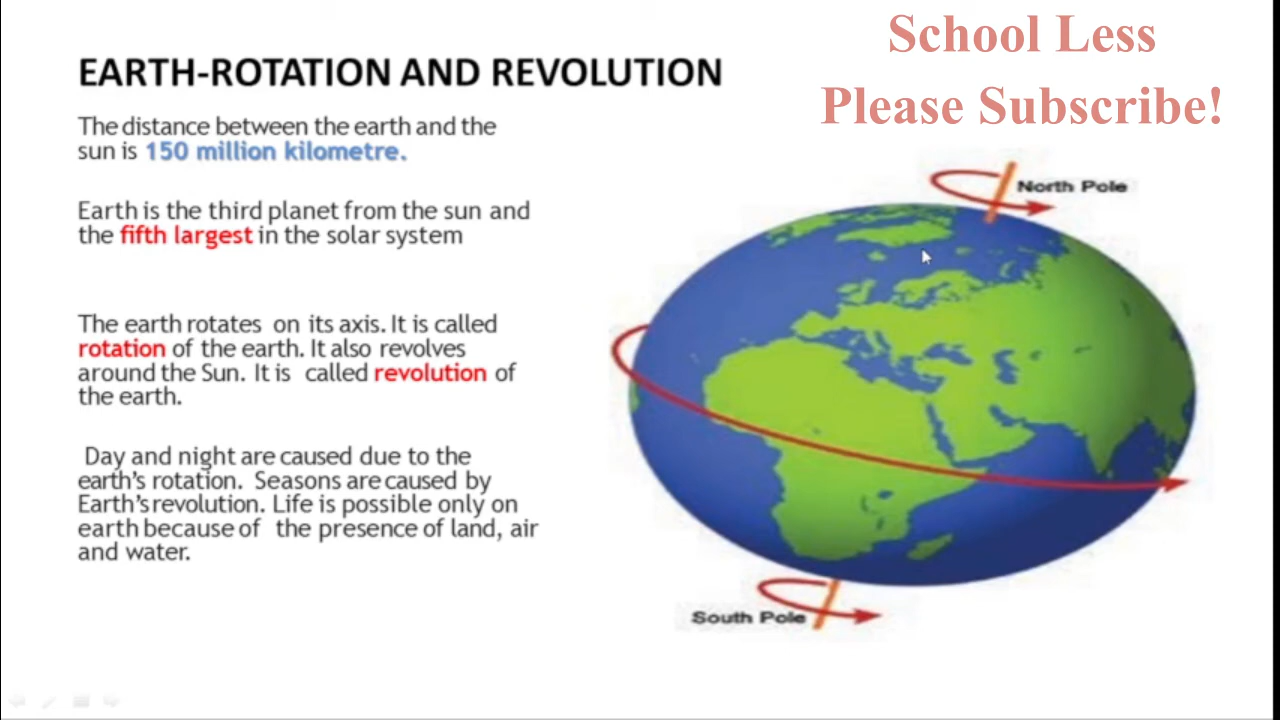 School Less
Please Subscribe!
EARTH-ROTATION AND REVOLUTION
The distance between the earth and the
sun is 150 million kilometre.
Earth is the third planet from the sun and
the fifth largest in the solar system
The earth rotates on its axis. It is called
rotation of the earth. It also revolves
around the Sun. It is called revolution of
the earth.
Day and night are caused due to the
earth's rotation. Seasons are caused by
Earth's revolution. Life is possible only on
earth because of the presence of land, air
and water.
North Pole
South Pole